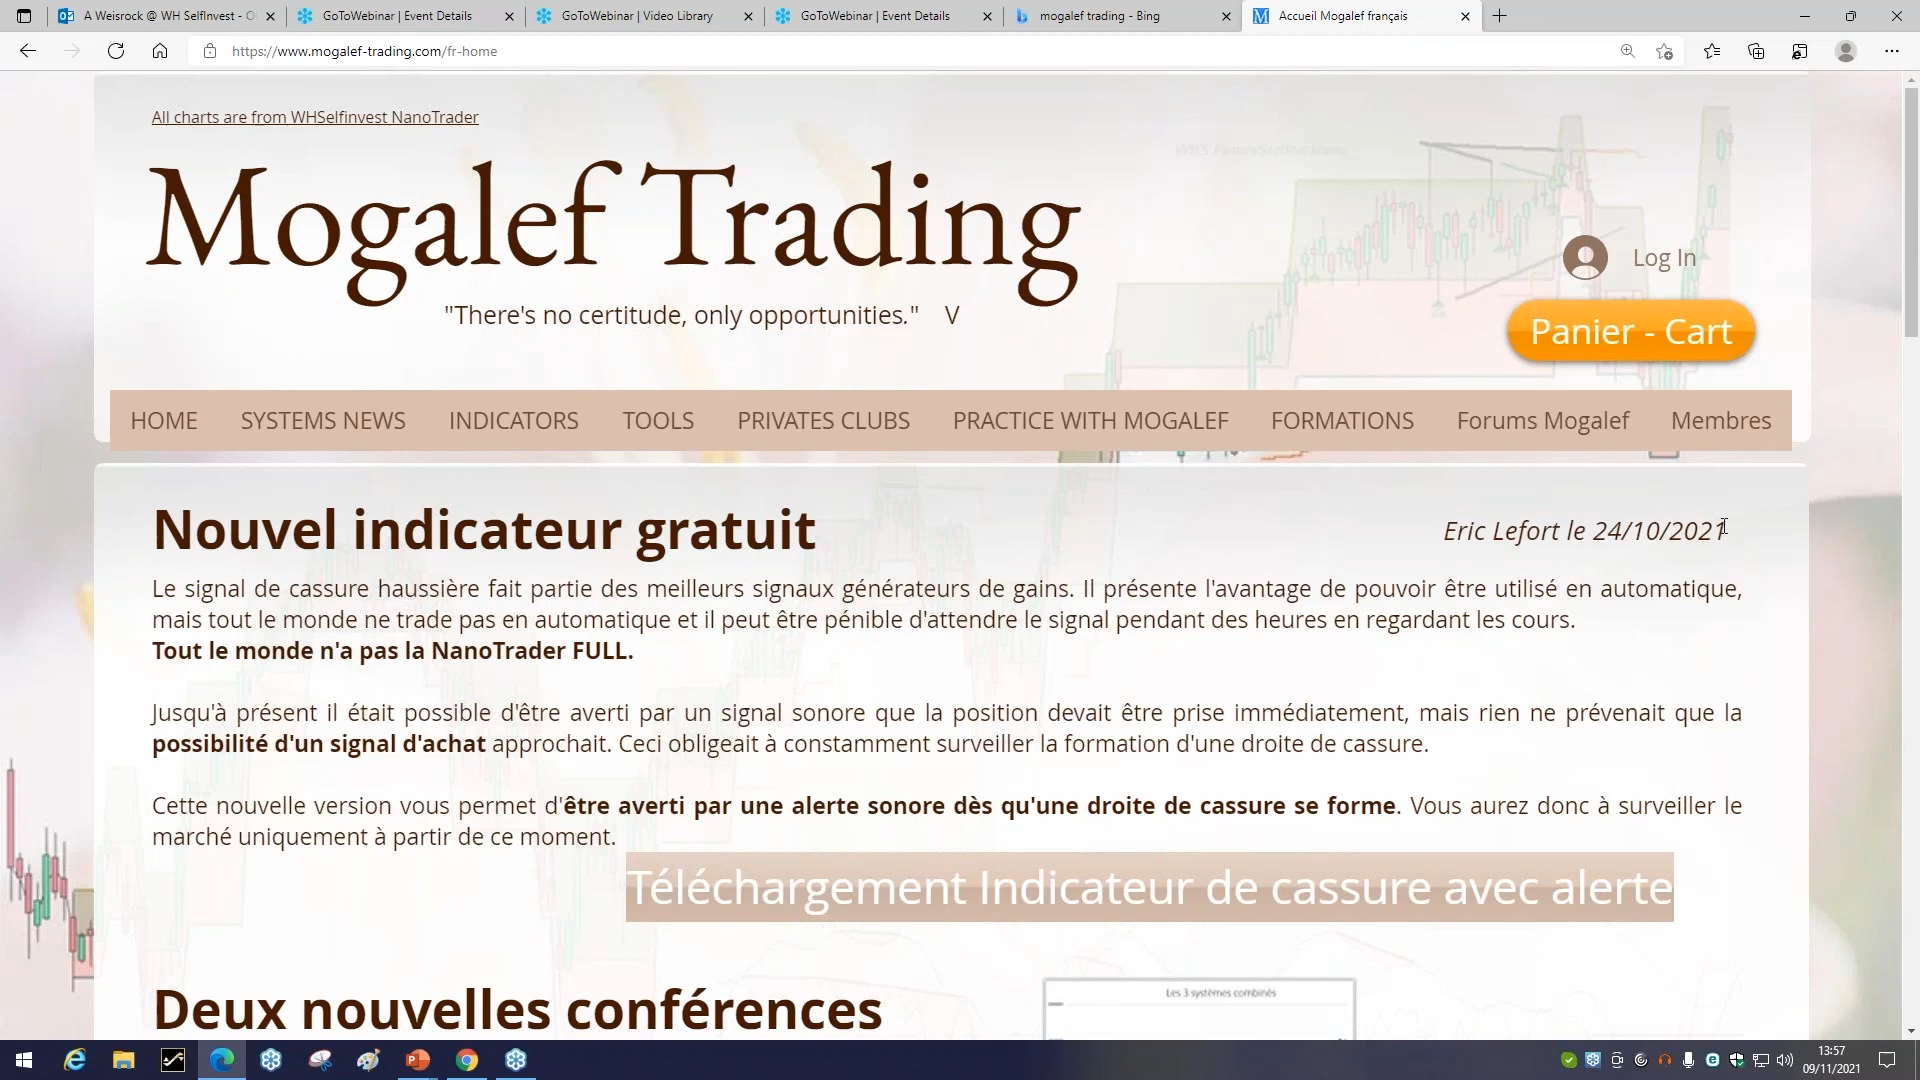 A Weisrock @ WH SelfInvest - O
GoToWebinar | Event Details
GoToWebinar | Video Library
GoToWebinar | Event Details
mogalef trading - Bing
Accueil Mogalef français
https://www.mogalef-trading.com/fr-home
All charts are from WHSelfinvest NanoTrader
Mogalef Trading
"There's no certitude, only opportunities." V
Log In
Panier - Cart
HOME SYSTEMS NEWS INDICATORS TOOLS PRIVATES CLUBS PRACTICE WITH MOGALEF FORMATIONS Forums Mogalef Membres
Nouvel indicateur gratuit
Eric Lefort le 24/10/2021
Le signal de cassure haussière fait partie des meilleurs signaux générateurs de gains. Il présente l'avantage de pouvoir être utilisé en automatique,
mais tout le monde ne trade pas en automatique et il peut être pénible d'attendre le signal pendant des heures en regardant les cours.
Tout le monde n'a pas la NanoTrader FULL.
Jusqu'à présent il était possible d'être averti par un signal sonore que la position devait être prise immédiatement, mais rien ne prévenait que la
possibilité d'un signal d'achat approchait. Ceci obligeait à constamment surveiller la formation d'une droite de cassure.
Cette nouvelle version vous permet d'être averti par une alerte sonore dès qu'une droite de cassure se forme. Vous aurez donc à surveiller le
marché uniquement à partir de ce moment.
Téléchargement Indicateur de cassure avec alerte
Deux nouvelles conférences
Les 3 systèmes combinés
13:57
09/11/2021